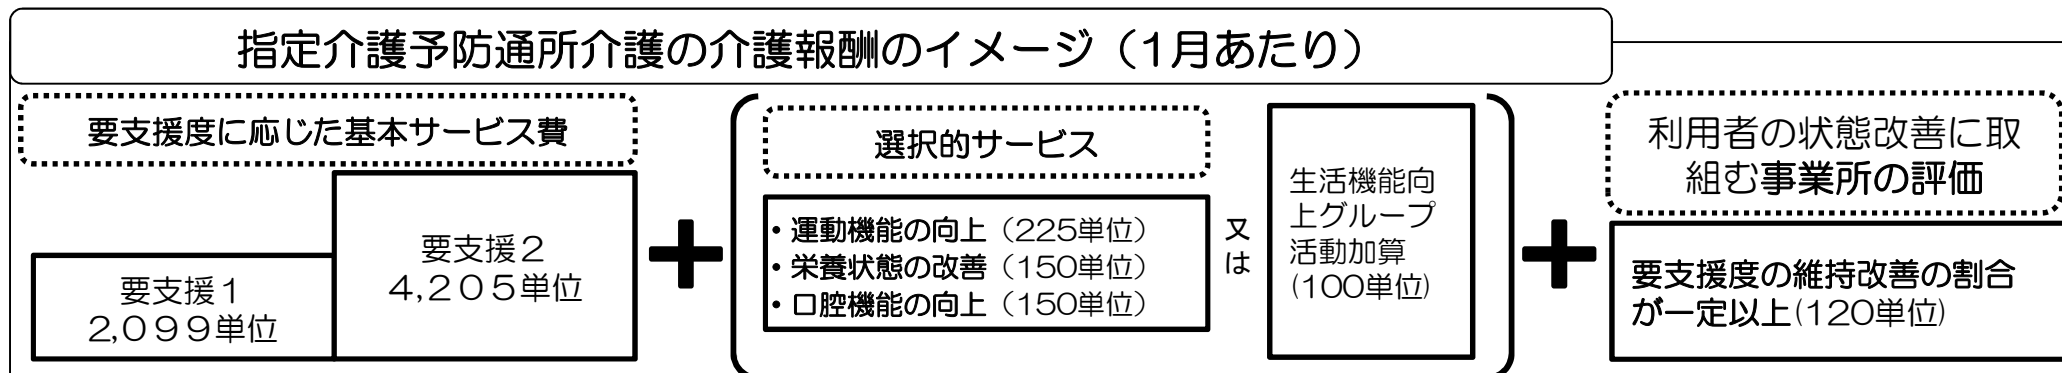 指定介護予防通所介護の介護報酬のイメージ（1月あたり）
要支援度に応じた基本サービス費
要支援１
２,０９９単位
要支援２
４,２０５単位
選択的サービス
・運動機能の向上（225単位）
・栄養状態の改善（150単位）
・口腔機能の向上（150単位）
又
は
生活機能向
上グループ
活動加算
(100単位)
利用者の状態改善に取
組む事業所の評価
要支援度の維持改善の割合
が一定以上(120単位)